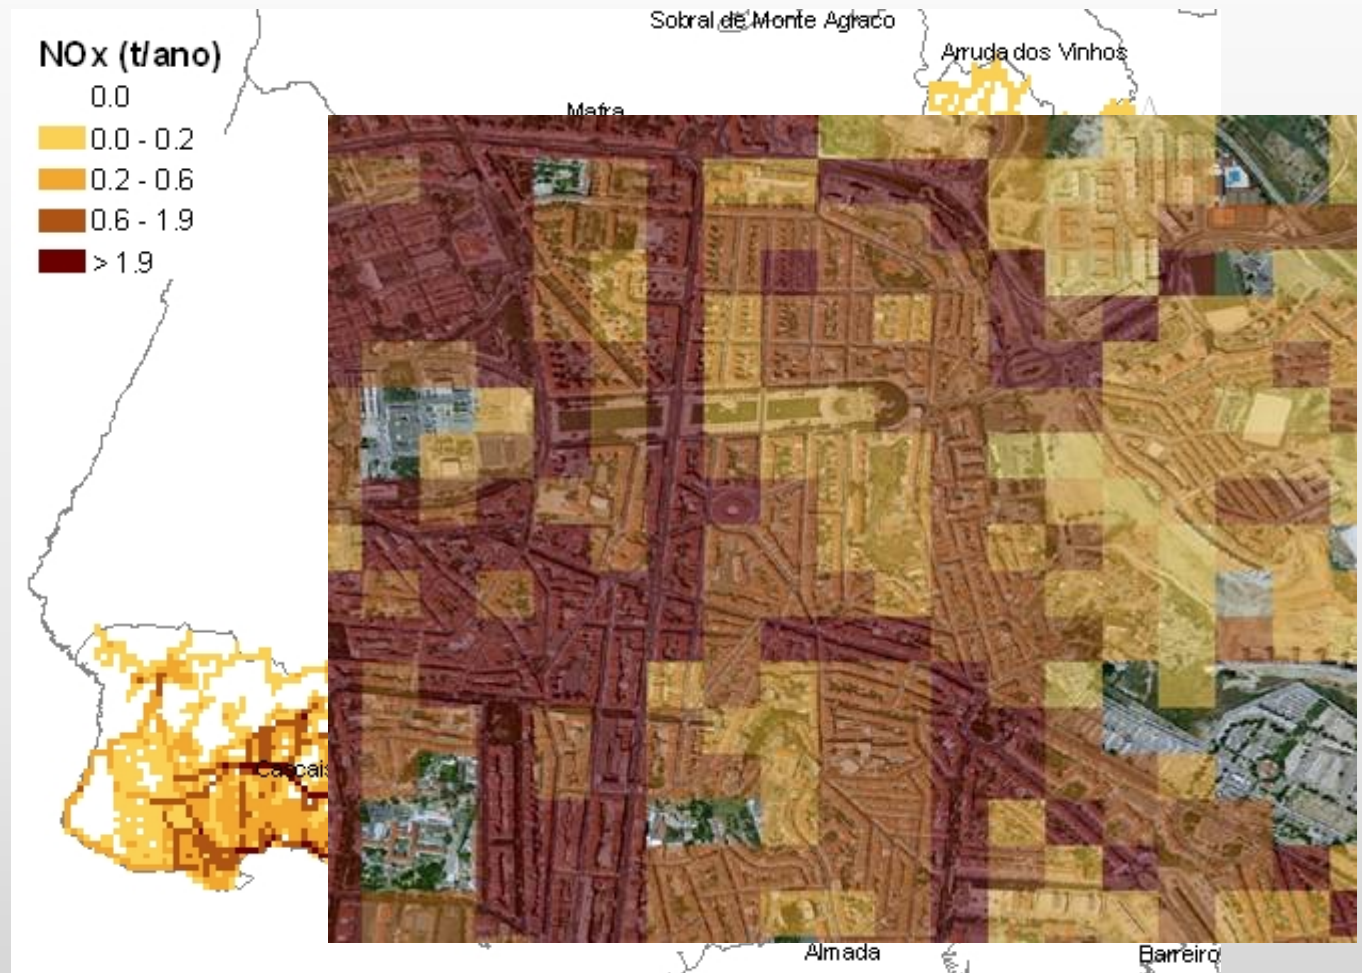 Sobral de Monte Agraco
NOx (t/ano)
Arruda dos Vinhos
0.0
Mafra
0.0 - 0.2
0.2 - 0.6
0.6 - 1.9
> 1.9
Cascais
Almada
Barreiro